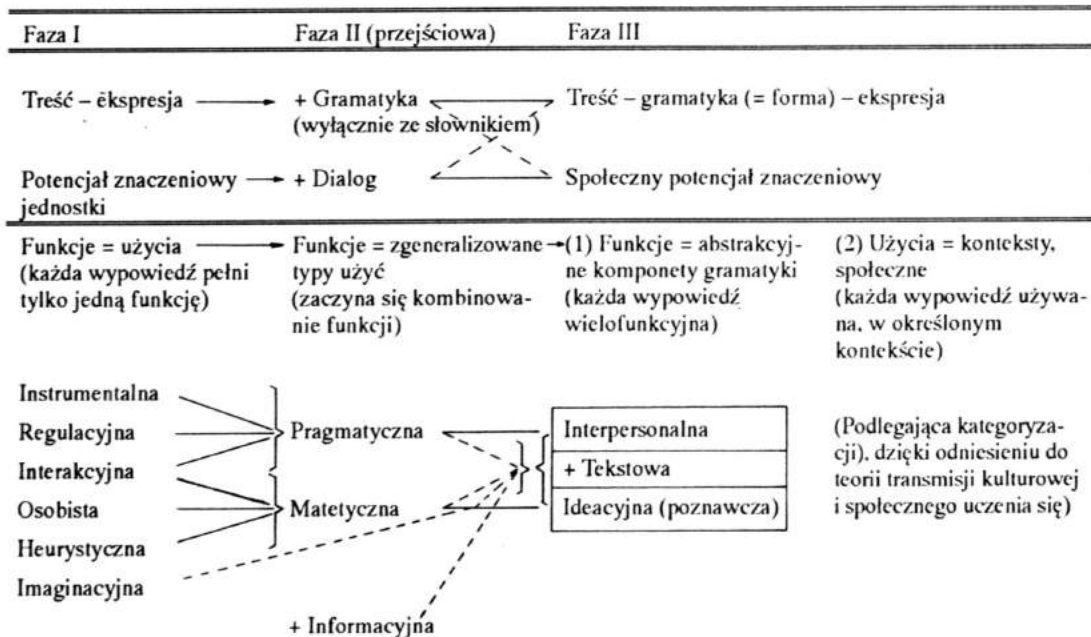 Faza I
Faza II (przejściowa)
Faza III
Treść – ekspresja
+ Gramatyka
(wyłącznie ze słownikiem)
Treść – gramatyka (= forma) – ekspresja
Potencjał znaczeniowy
jednostki
+ Dialog
Społeczny potencjał znaczeniowy
Funkcje = użycia
(każda wypowiedź pełni
tylko jedną funkcję)
Funkcje = zgeneralizowane
typy użyć
(zaczyna się kombinowa-
nie funkcji)
(1) Funkcje = abstrakcyj-
ne komponety gramatyki
(każda wypowiedź
wielofunkcyjna)
(2) Użycia = konteksty,
społeczne
(każda wypowiedź używa-
na, w określonym
kontekście)
Instrumentalna
Regulacyjna
Interakcyjna
Osobista
Heurystyczna
Imaginacyjna
Pragmatyczna
Matetyczna
+ Informacyjna
Interpersonalna
+ Tekstowa
Ideacyjna (poznawcza)
(Podlegająca kategoryza-
cji), dzięki odniesieniu do
teorii transmisji kulturowej
i społecznego uczenia się)